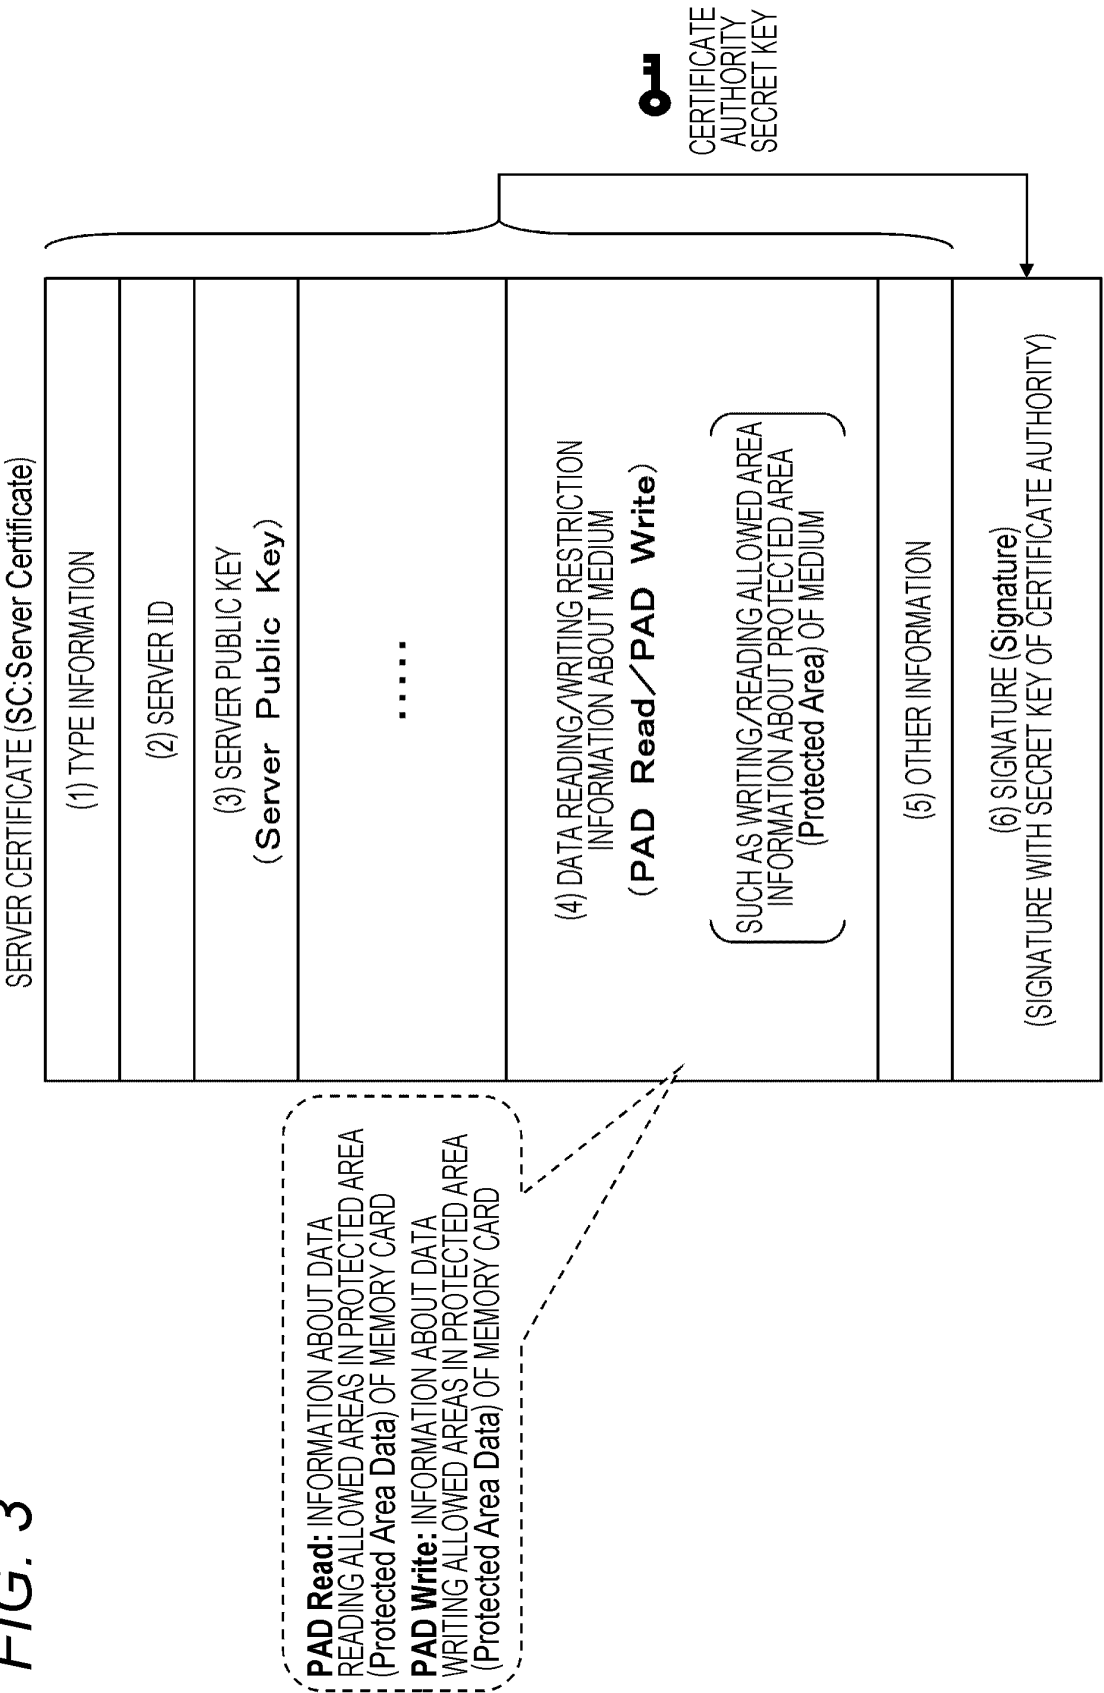 FIG. 3
SERVER CERTIFICATE (SC:Server Certificate)
(1) TYPE INFORMATION
(2) SERVER ID
(3) SERVER PUBLIC KEY
(Server Public Key)
.....
(4) DATA READING/WRITING RESTRICTION
INFORMATION ABOUT MEDIUM
(PAD Read/PAD Write)
SUCH AS WRITING/READING ALLOWED AREA
INFORMATION ABOUT PROTECTED AREA
(Protected Area) OF MEDIUM
(5) OTHER INFORMATION
(6) SIGNATURE (Signature)
(SIGNATURE WITH SECRET KEY OF CERTIFICATE AUTHORITY)
PAD Read: INFORMATION ABOUT DATA
READING ALLOWED AREAS IN PROTECTED AREA
(Protected Area Data) OF MEMORY CARD
PAD Write: INFORMATION ABOUT DATA
WRITING ALLOWED AREAS IN PROTECTED AREA
(Protected Area Data) OF MEMORY CARD
CERTIFICATE
AUTHORITY
SECRET KEY